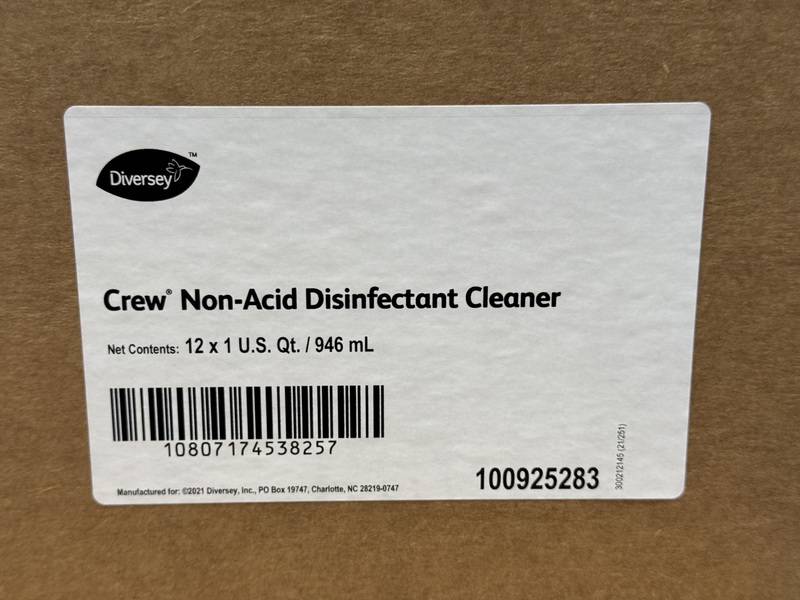 Diversey™
Crew® Non-Acid Disinfectant Cleaner
Net Contents: 12 x 1 U.S. Qt. / 946 mL
10807174538257
Manufactured for: ©2021 Diversey, Inc., PO Box 19747, Charlotte, NC 28219-0747
100925283
300212145 (21/251)